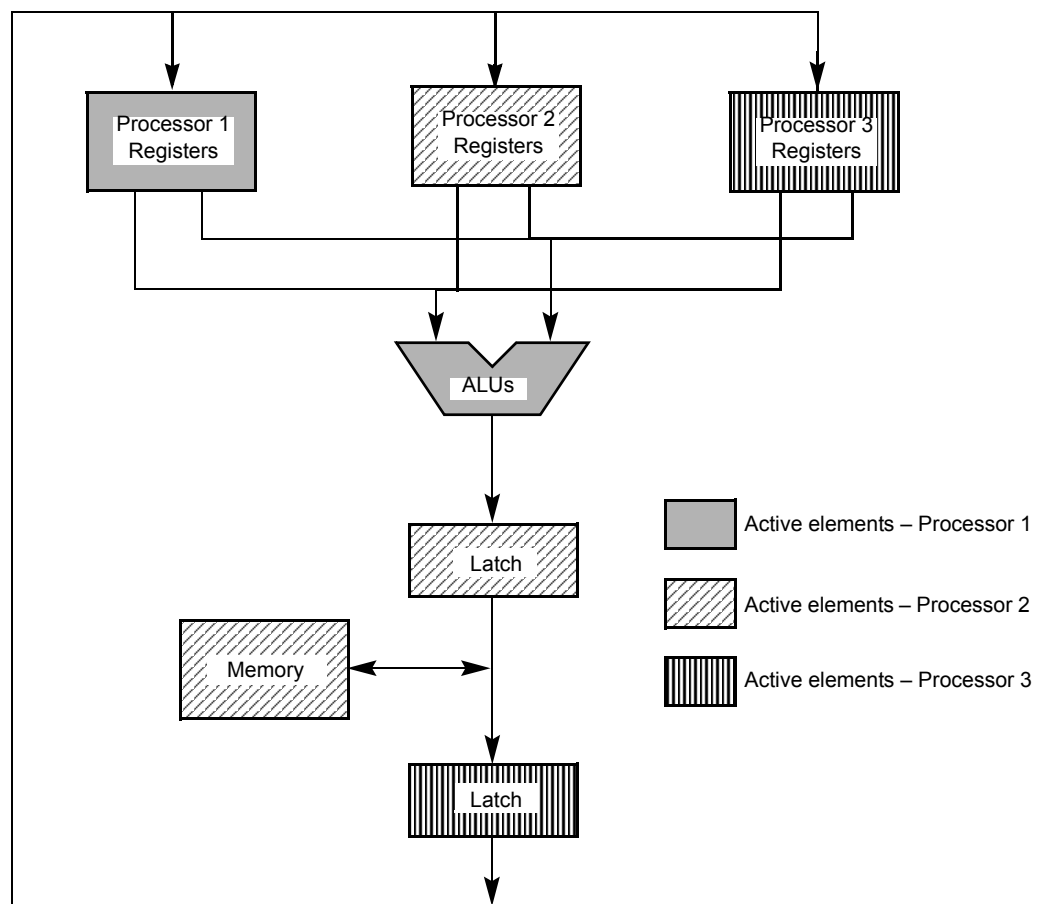 Processor 1
Registers
Processor 2
Registers
Processor 3
Registers
ALUs
Latch
Memory
Latch
Active elements – Processor 1
Active elements – Processor 2
Active elements – Processor 3